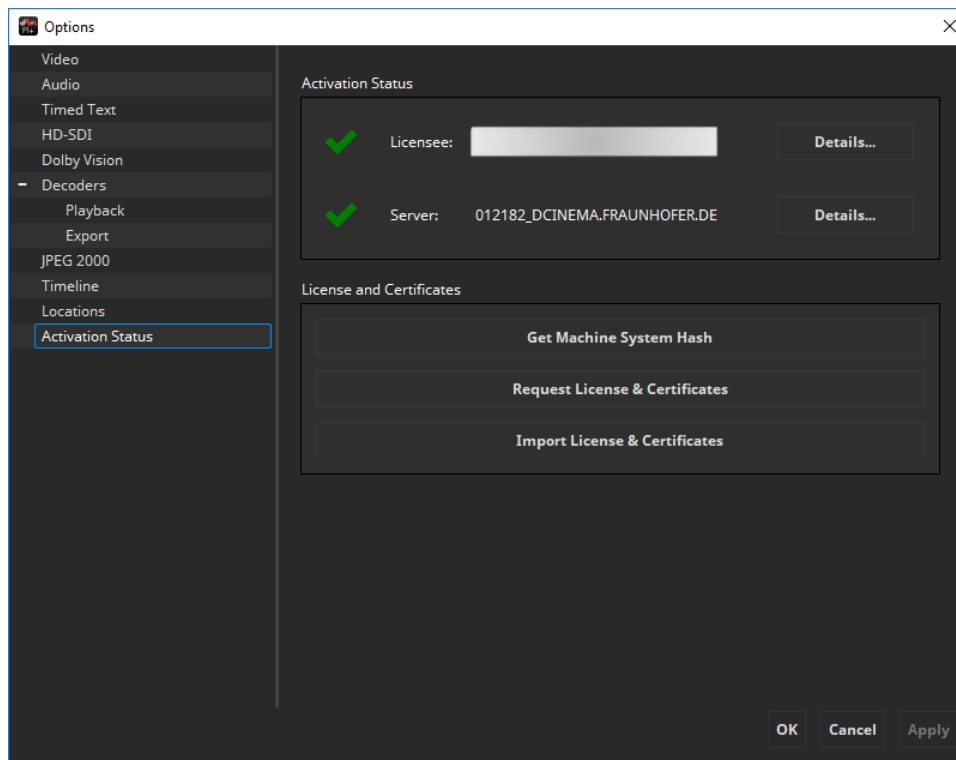 Options
Video
Audio
Timed Text
HD-SDI
Dolby Vision
Decoders
Playback
Export
JPEG 2000
Timeline
Locations
Activation Status
Activation Status
Licensee:
Details...
Server: 012182_DCINEMA.FRAUNHOFER.DE
Details...
License and Certificates
Get Machine System Hash
Request License & Certificates
Import License & Certificates
OK Cancel Apply